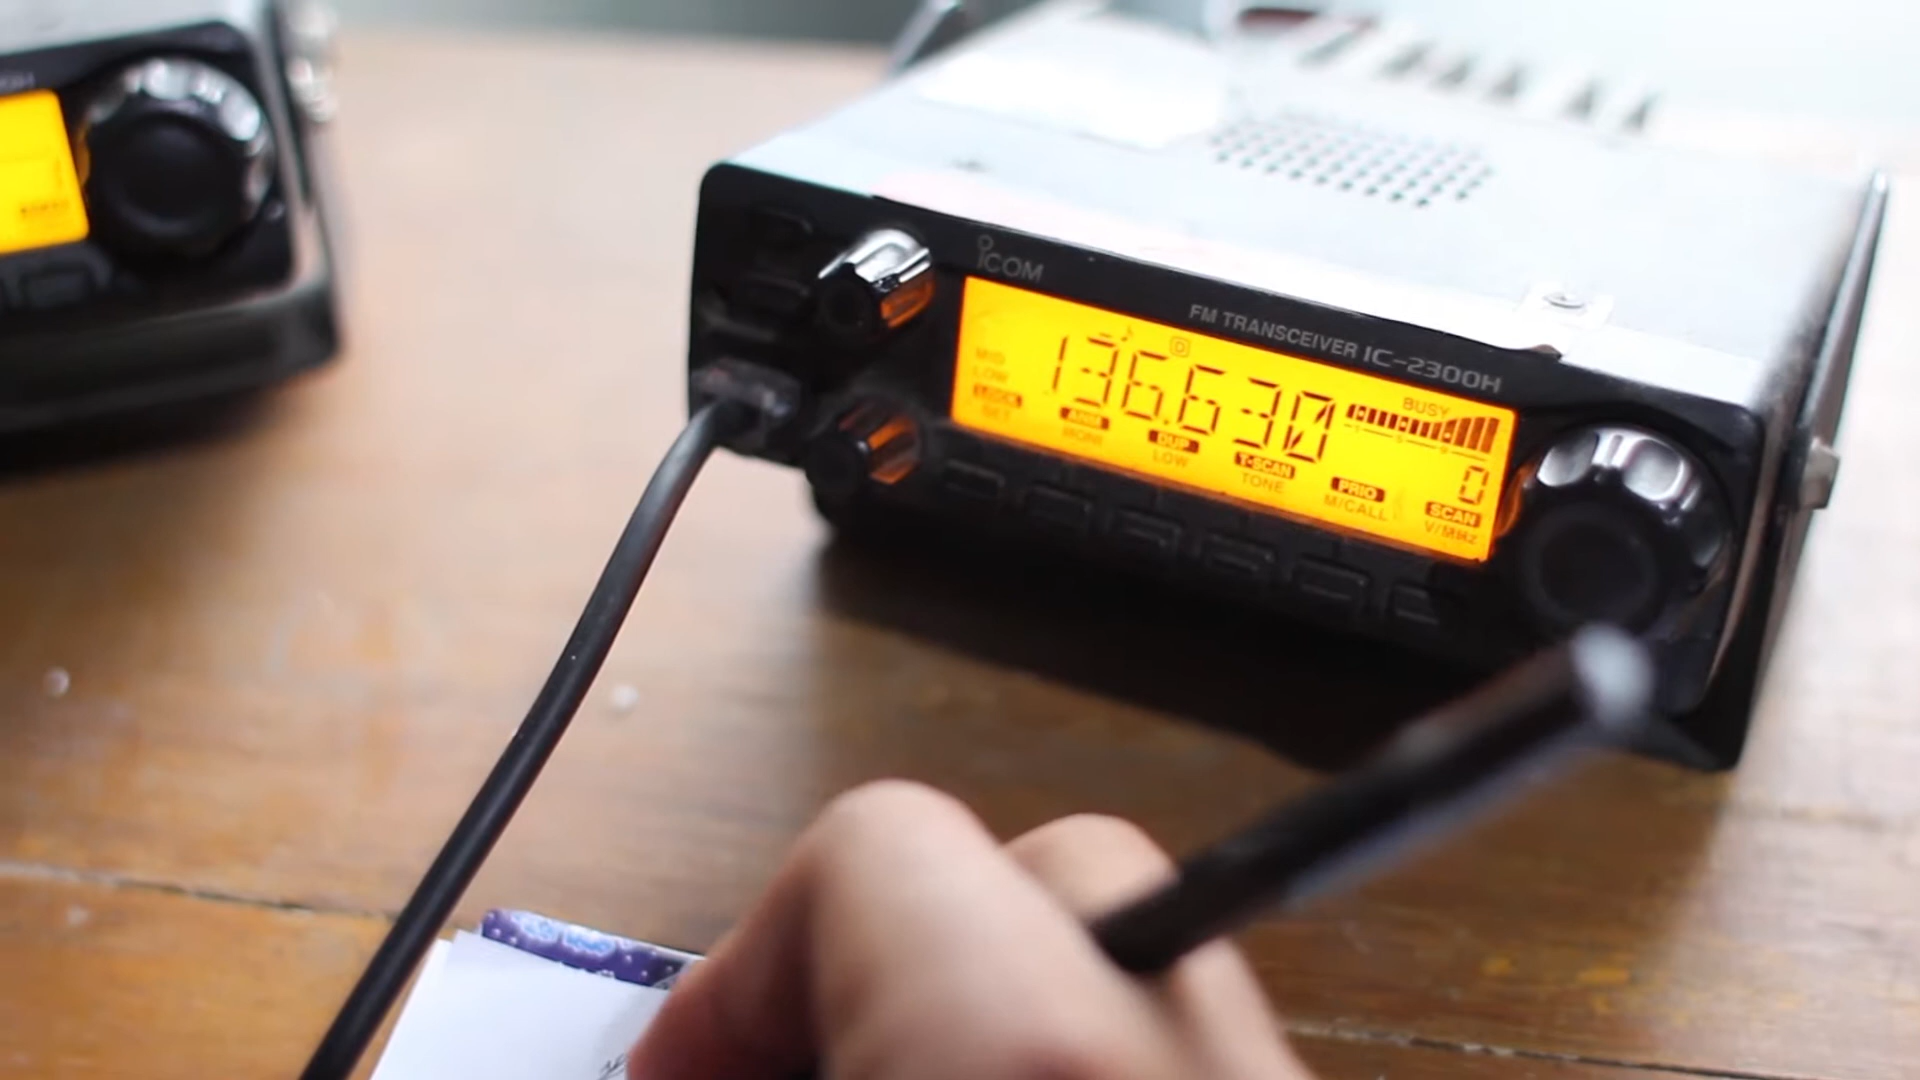 ICOM
FM TRANSCEIVER IC-2300H
BUSY
136.630
MID
LOW
LOCK
SET
ANM
MONI
DUP
LOW
T-SCAN
TONE
PRIO
M/CALL
0
SCAN
V/MHz